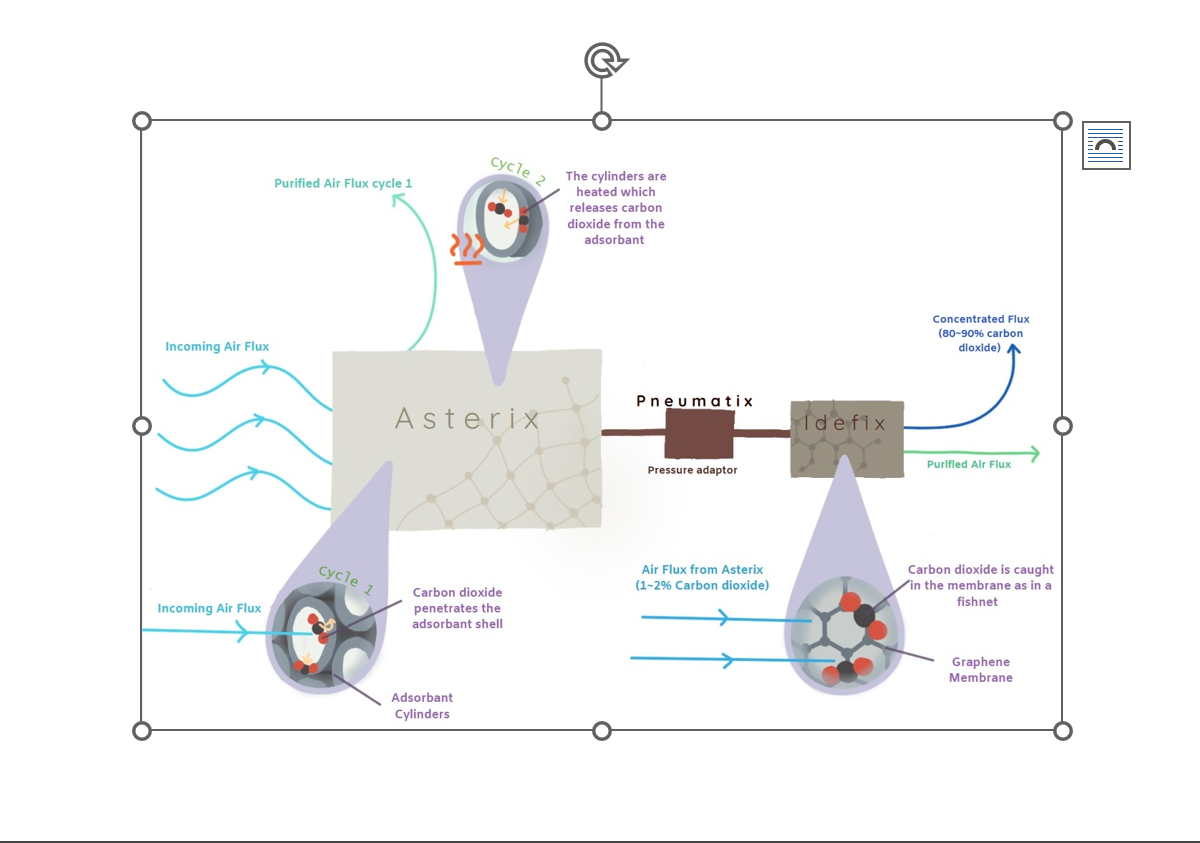 Cycle 2
Purified Air Flux cycle 1
The cylinders are
heated which
releases carbon
dioxide from the
adsorbant
Incoming Air Flux
Concentrated Flux
(80~90% carbon
dioxide)
Asterix
Pneumatix
Idefix
Pressure adaptor
Purified Air Flux
Cycle 1
Incoming Air Flux
Carbon dioxide
penetrates the
adsorbant shell
Adsorbant
Cylinders
Air Flux from Asterix
(1~2% Carbon dioxide)
Carbon dioxide is caught
in the membrane as in a
fishnet
Graphene
Membrane